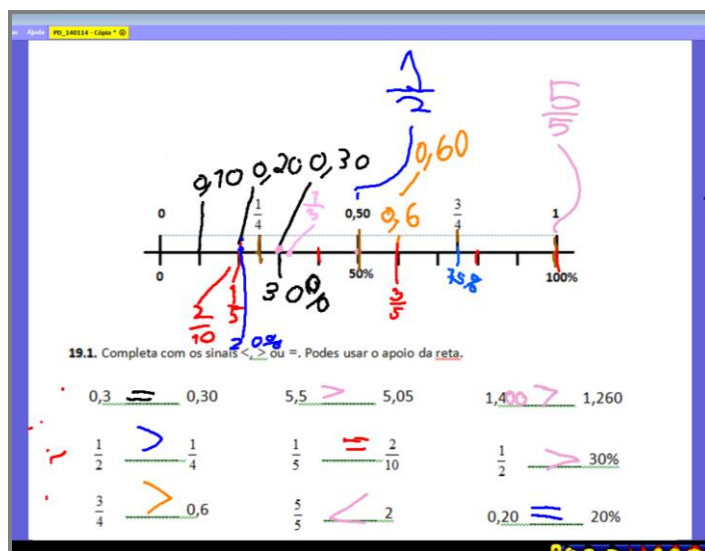 Ajuda PD_140114 - Cópia *
1/2
5/5
0,10 0,20 0,30 0,60
1/5
0 1/4 0,50 0,6 3/4 1
0 50% 100%
30% 75%
2/10 1/5 3/5
20%
19.1. Completa com os sinais <, > ou =. Podes usar o apoio da reta.
0,3 = 0,30 5,5 > 5,05 1,400 > 1,260
1/2 > 1/4 1/5 = 2/10 1/2 > 30%
3/4 > 0,6 5/5 < 2 0,20 = 20%